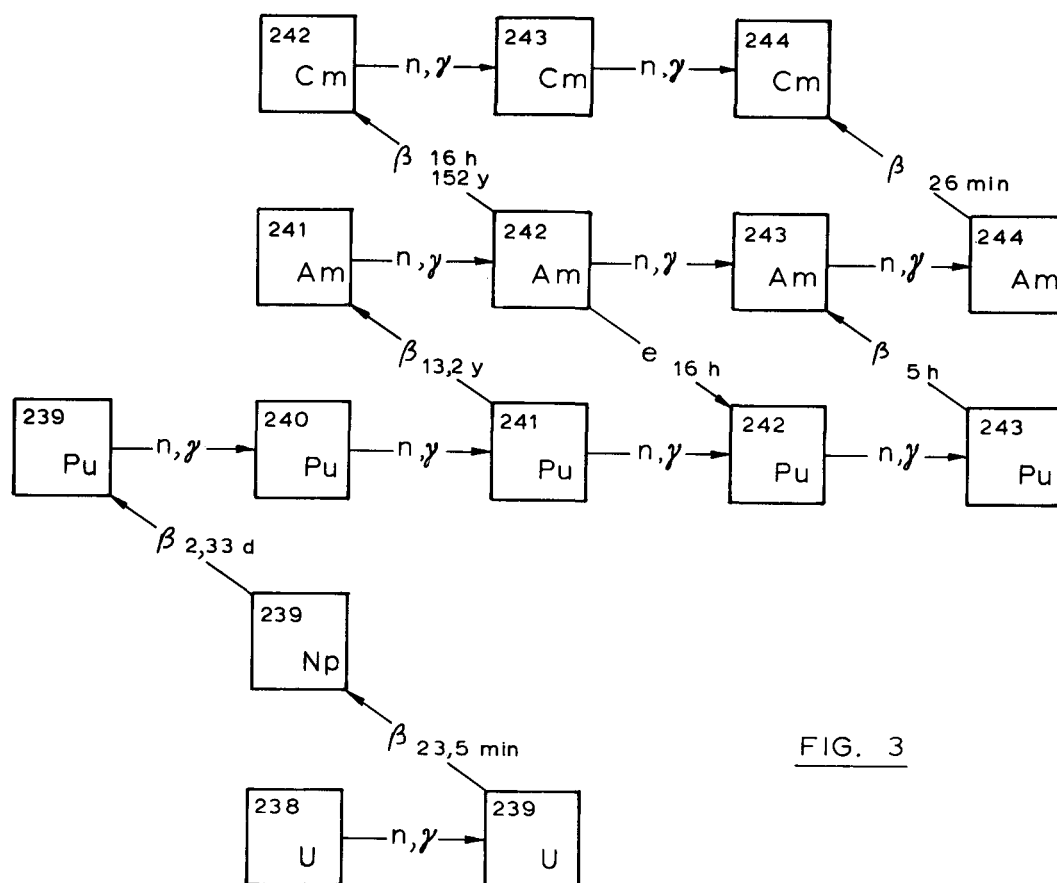 242 Cm n,γ 243 Cm n,γ 244 Cm
β 16 h
152 y
β 26 min
241 Am n,γ 242 Am n,γ 243 Am n,γ 244 Am
β 13,2 y
e 16 h
β 5 h
239 Pu n,γ 240 Pu n,γ 241 Pu n,γ 242 Pu n,γ 243 Pu
β 2,33 d
239 Np
β 23,5 min
FIG. 3
238 U n,γ 239 U